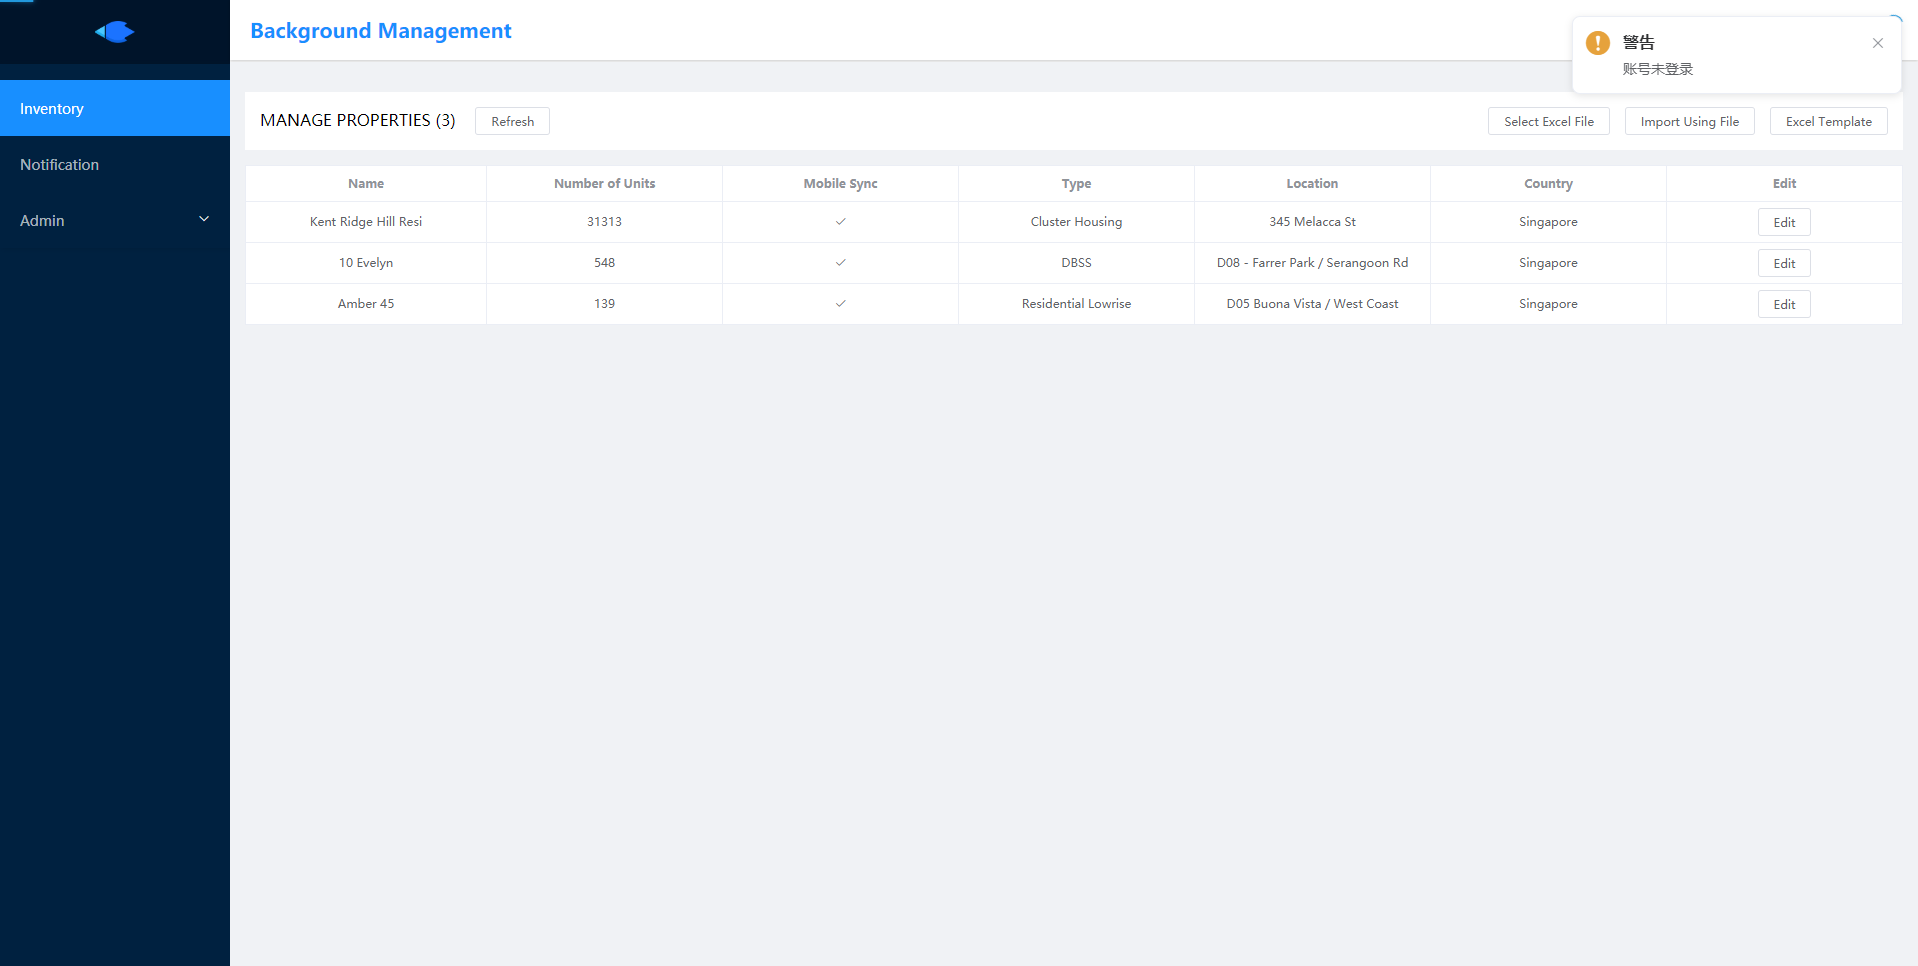 Background Management
警告
账号未登录
Inventory
Notification
Admin
MANAGE PROPERTIES (3) Refresh Select Excel File Import Using File Excel Template
Name Number of Units Mobile Sync Type Location Country Edit
Kent Ridge Hill Resi 31313 Cluster Housing 345 Melacca St Singapore Edit
10 Evelyn 548 DBSS D08 - Farrer Park / Serangoon Rd Singapore Edit
Amber 45 139 Residential Lowrise D05 Buona Vista / West Coast Singapore Edit